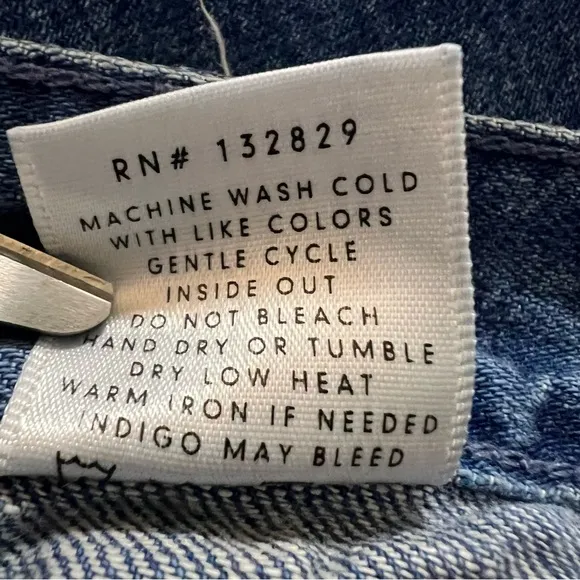 RN# 132829
MACHINE WASH COLD
WITH LIKE COLORS
GENTLE CYCLE
INSIDE OUT
DO NOT BLEACH
HAND DRY OR TUMBLE
DRY LOW HEAT
WARM IRON IF NEEDED
INDIGO MAY BLEED